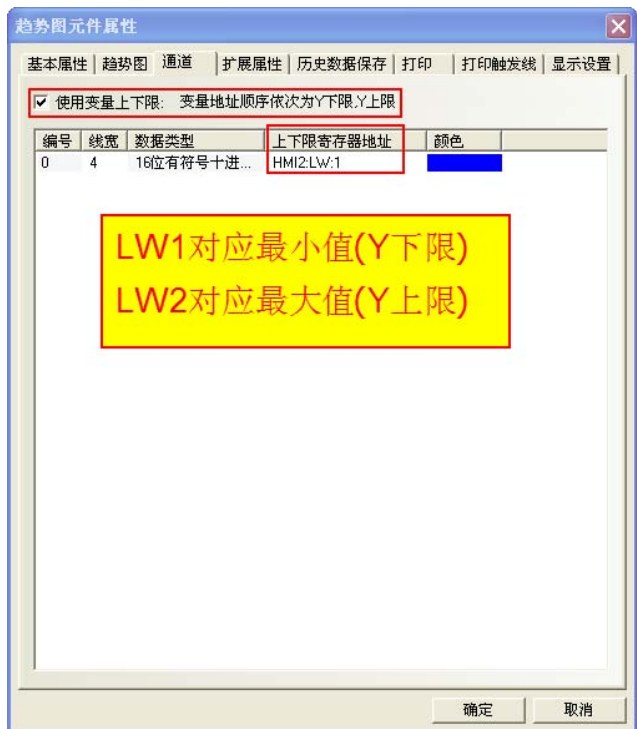 趋势图元件属性
基本属性 趋势图 通道 扩展属性 历史数据保存 打印 打印触发线 显示设置
使用变量上下限: 变量地址顺序依次为Y下限,Y上限
编号 线宽 数据类型 上下限寄存器地址 颜色
0 4 16位有符号十进... HMI2:LW:1
LW1对应最小值(Y下限)
LW2对应最大值(Y上限)
确定 取消